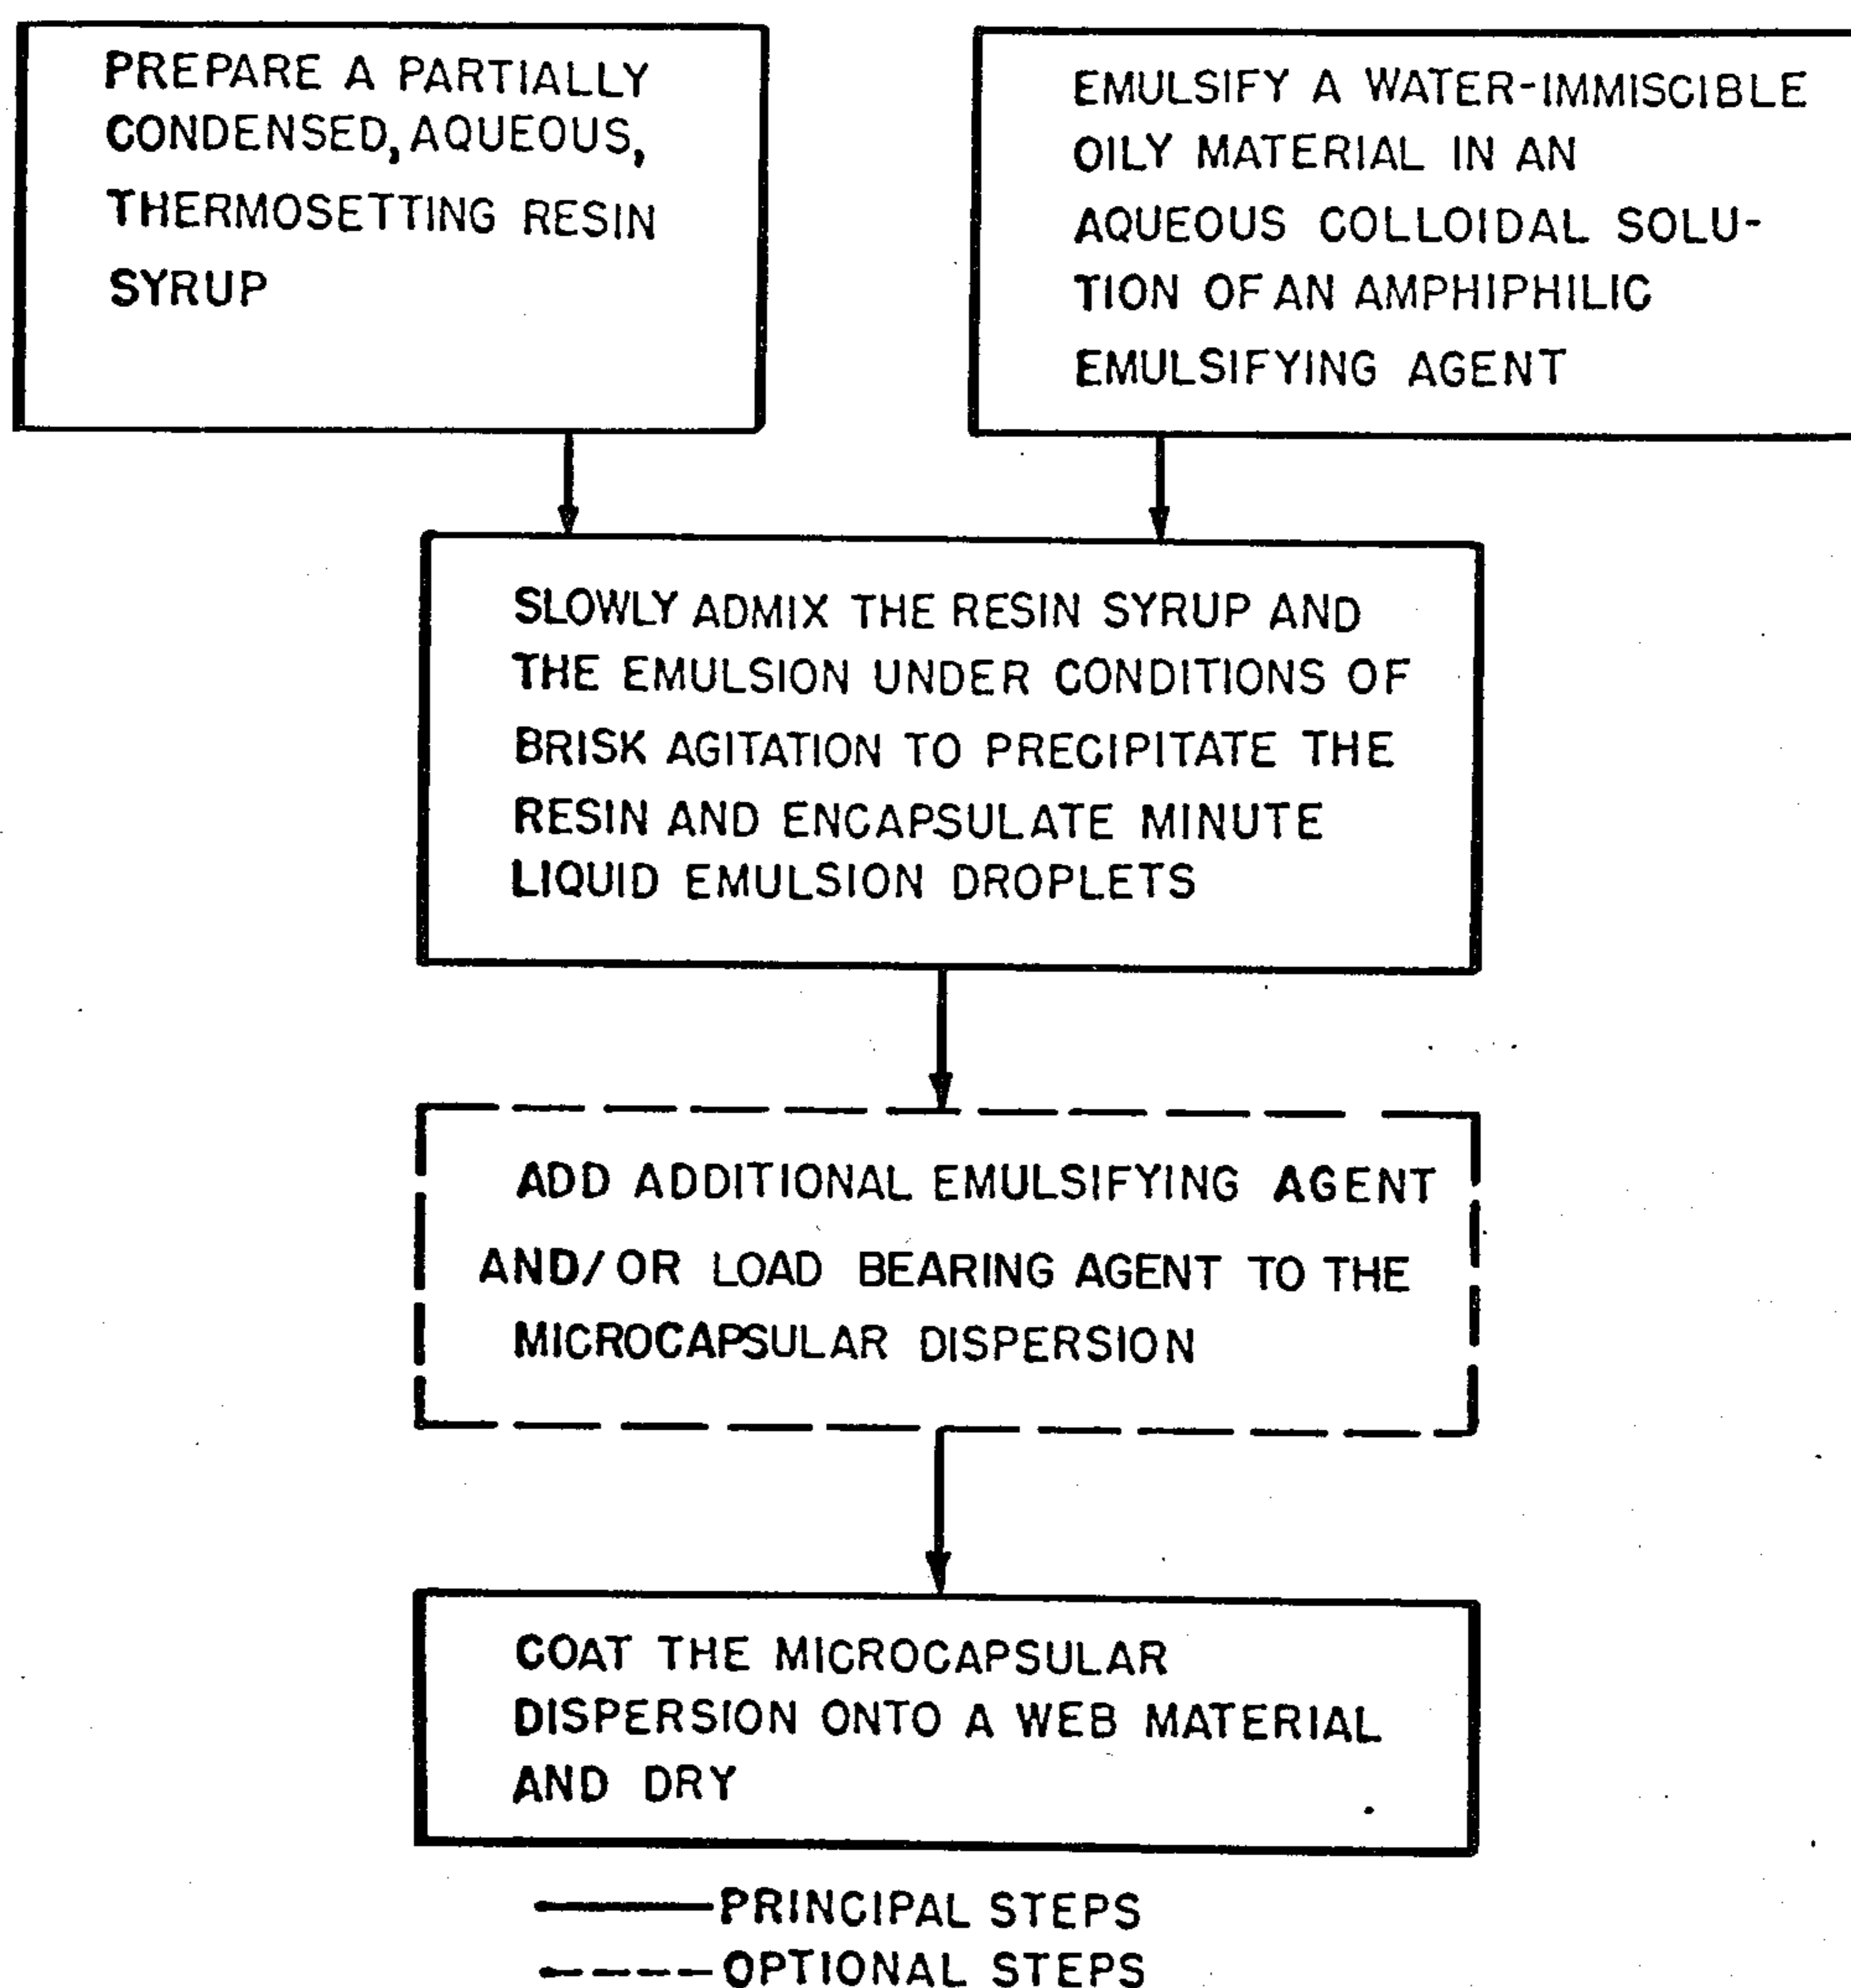 PREPARE A PARTIALLY
CONDENSED, AQUEOUS,
THERMOSETTING RESIN
SYRUP
EMULSIFY A WATER-IMMISCIBLE
OILY MATERIAL IN AN
AQUEOUS COLLOIDAL SOLU-
TION OF AN AMPHIPHILIC
EMULSIFYING AGENT
SLOWLY ADMIX THE RESIN SYRUP AND
THE EMULSION UNDER CONDITIONS OF
BRISK AGITATION TO PRECIPITATE THE
RESIN AND ENCAPSULATE MINUTE
LIQUID EMULSION DROPLETS
ADD ADDITIONAL EMULSIFYING AGENT
AND/OR LOAD BEARING AGENT TO THE
MICROCAPSULAR DISPERSION
COAT THE MICROCAPSULAR
DISPERSION ONTO A WEB MATERIAL
AND DRY
PRINCIPAL STEPS
OPTIONAL STEPS